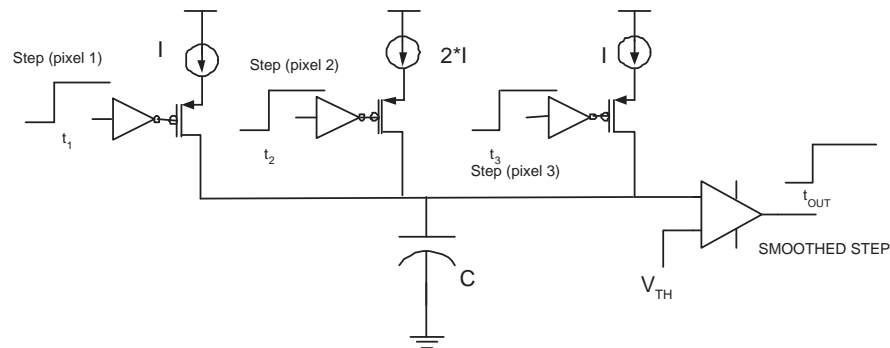 I
2*I
I
Step (pixel 1)
Step (pixel 2)
t1
t2
t3
Step (pixel 3)
tOUT
SMOOTHED STEP
VTH
C